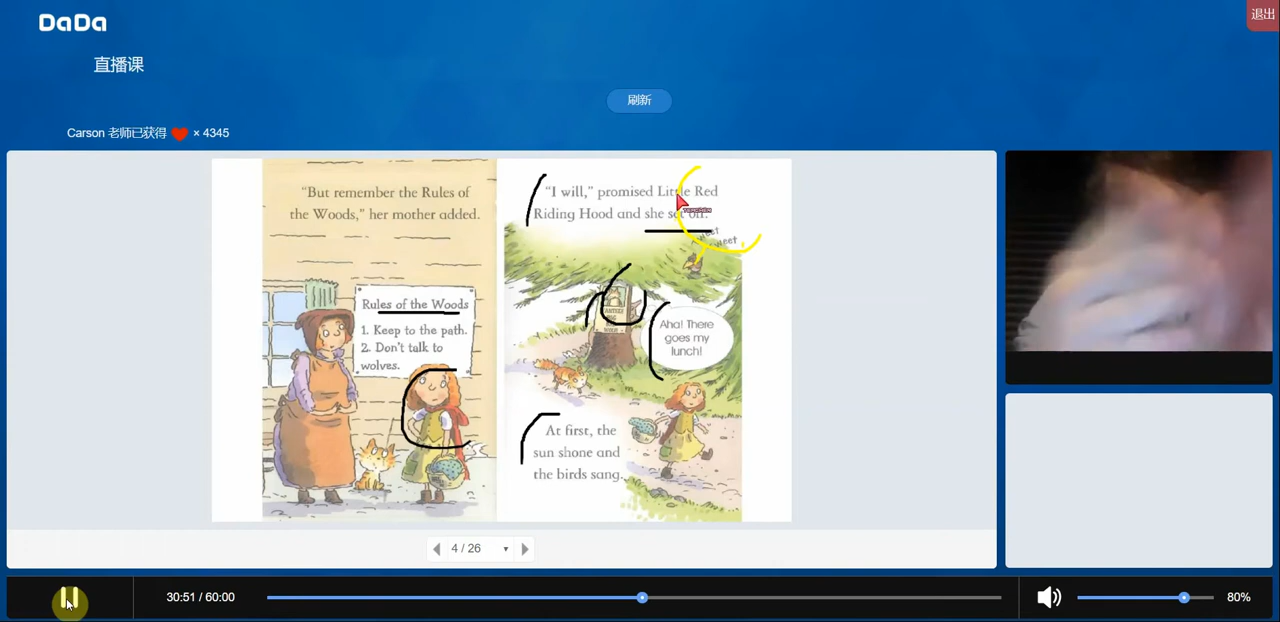 DaDa
退出
直播课
刷新
Carson 老师已获得 × 4345
"But remember the Rules of
the Woods," her mother added.
Rules of the Woods
1. Keep to the path.
2. Don't talk to
wolves.
"I will," promised Little Red
Riding Hood and she set off.
TEACHER
Aha! There
goes my
lunch!
At first, the
sun shone and
the birds sang.
4 / 26
30:51 / 60:00
80%